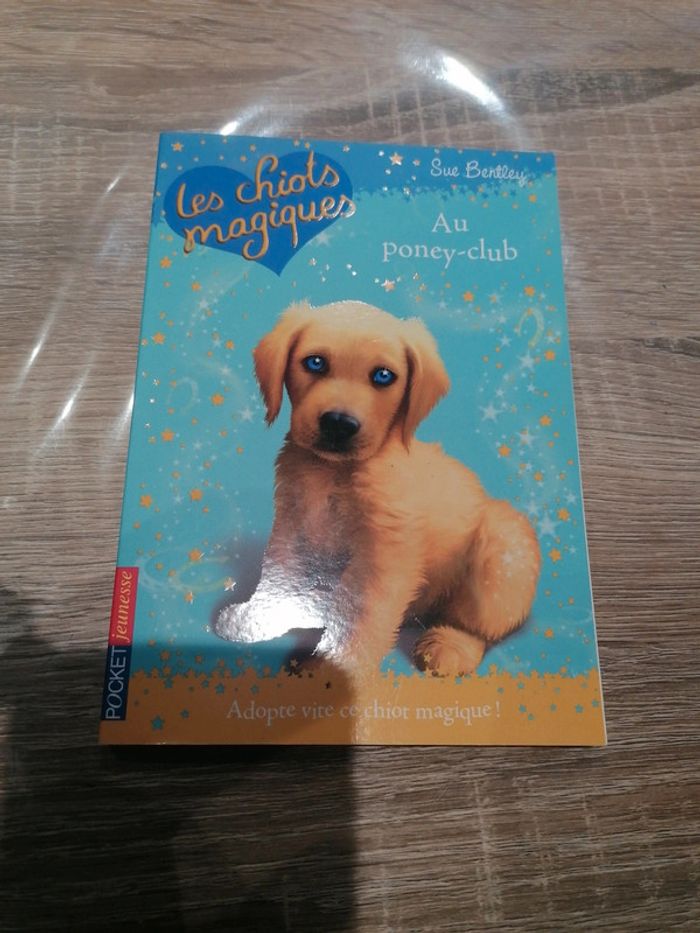 Les chiots
magiques
Sue Bentley
Au
poney-club
POCKET jeunesse
Adopte vite ce chiot magique !